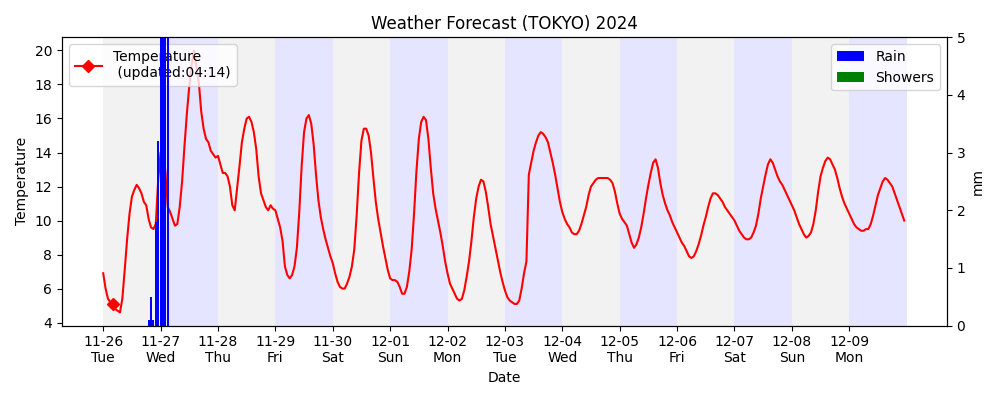 Weather Forecast (TOKYO) 2024
Temperature
(updated:04:14)
Rain
Showers
20
18
16
14
12
10
8
6
4
Temperature
5
4
3
2
1
0
mm
11-26 11-27 11-28 11-29 11-30 12-01 12-02 12-03 12-04 12-05 12-06 12-07 12-08 12-09
Tue Wed Thu Fri Sat Sun Mon Tue Wed Thu Fri Sat Sun Mon
Date